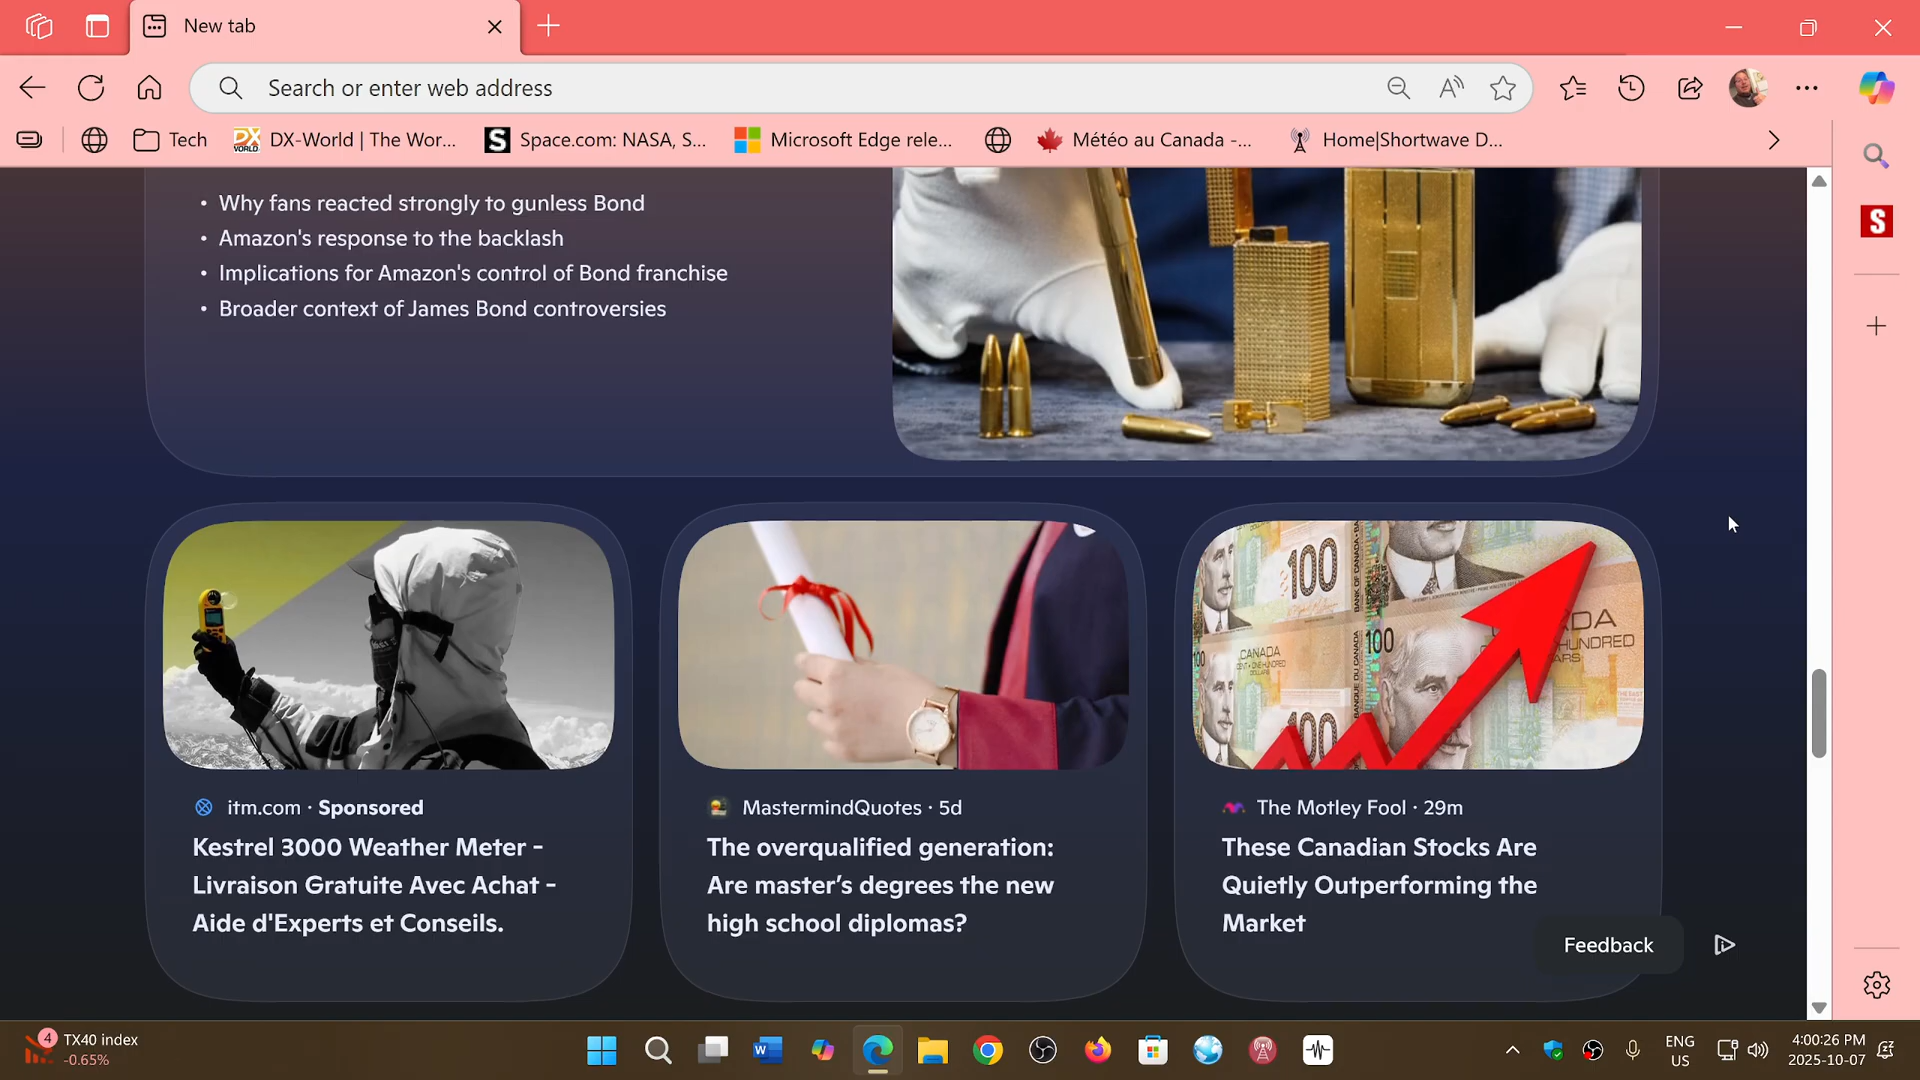 New tab
Search or enter web address
Tech
DX-World | The Wor...
Space.com: NASA, S...
Microsoft Edge rele...
Météo au Canada -...
Home|Shortwave D...
• Why fans reacted strongly to gunless Bond
• Amazon's response to the backlash
• Implications for Amazon's control of Bond franchise
• Broader context of James Bond controversies
100
100
100
CANADA
itm.com · Sponsored
Kestrel 3000 Weather Meter -
Livraison Gratuite Avec Achat -
Aide d'Experts et Conseils.
MastermindQuotes · 5d
The overqualified generation:
Are master's degrees the new
high school diplomas?
The Motley Fool · 29m
These Canadian Stocks Are
Quietly Outperforming the
Market
Feedback
4
TX40 index
-0.65%
ENG
US
4:00:26 PM
2025-10-07